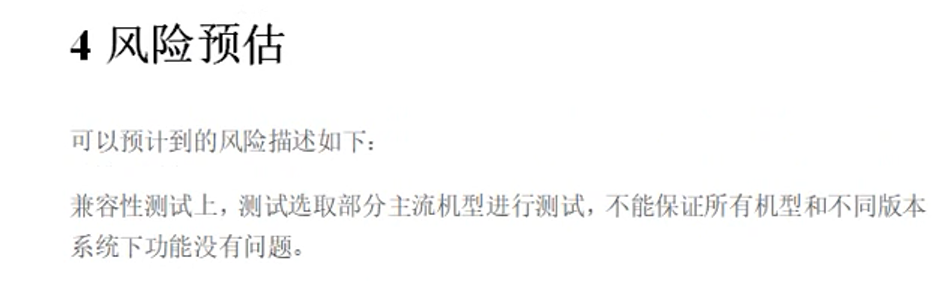 4 风险预估
可以预计到的风险描述如下：
兼容性测试上，测试选取部分主流机型进行测试，不能保证所有机型和不同版本
系统下功能没有问题。